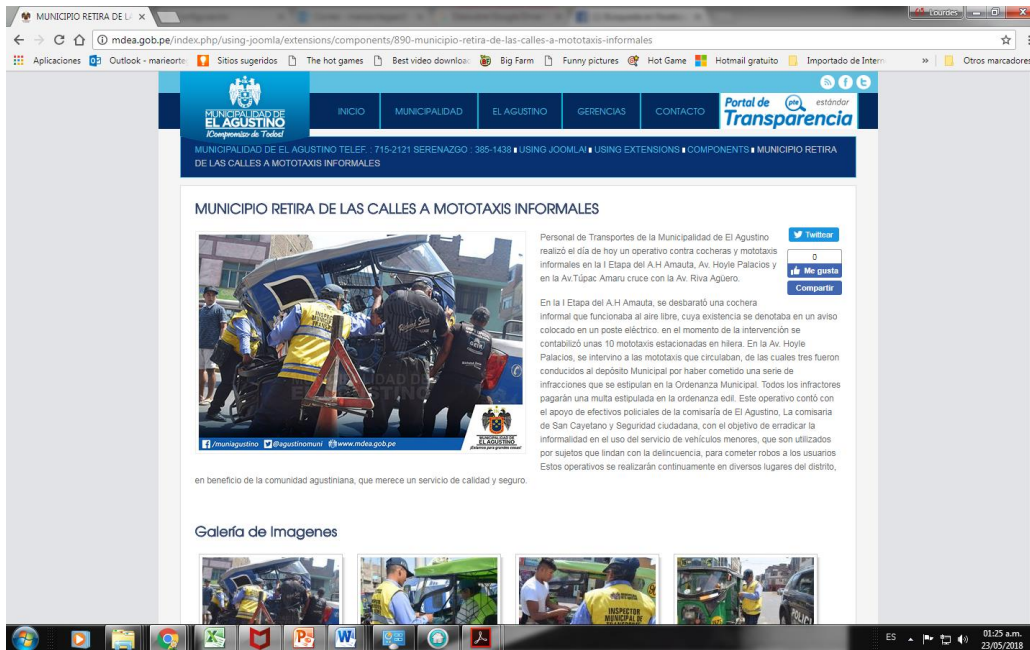 MUNICIPIO RETIRA DE LA
Lourdes
mdea.gob.pe/index.php/using-joomla/extensions/components/890-municipio-retira-de-las-calles-a-mototaxis-informales
Aplicaciones
Outlook - marieorte
Sitios sugeridos
The hot games
Best video download
Big Farm
Funny pictures
Hot Game
Hotmail gratuito
Importado de Intern
»
Otros marcadores
MUNICIPALIDAD DE
EL AGUSTINO
¡Compromiso de Todos!
INICIO
MUNICIPALIDAD
EL AGUSTINO
GERENCIAS
CONTACTO
Portal de pte estándar
Transparencia
MUNICIPALIDAD DE EL AGUSTINO TELEF. : 715-2121 SERENAZGO : 385-1438 USING JOOMLA! USING EXTENSIONS COMPONENTS MUNICIPIO RETIRA
DE LAS CALLES A MOTOTAXIS INFORMALES
MUNICIPIO RETIRA DE LAS CALLES A MOTOTAXIS INFORMALES
Personal de Transportes de la Municipalidad de El Agustino
realizó el día de hoy un operativo contra cocheras y mototaxis
informales en la I Etapa del A.H Amauta, Av. Hoyle Palacios y
en la Av.Túpac Amaru cruce con la Av. Riva Agüero.
Twittear
0
Me gusta
Compartir
En la I Etapa del A.H Amauta, se desbarató una cochera
informal que funcionaba al aire libre, cuya existencia se denotaba en un aviso
colocado en un poste eléctrico. en el momento de la intervención se
contabilizó unas 10 mototaxis estacionadas en hilera. En la Av. Hoyle
Palacios, se intervino a las mototaxis que circulaban, de las cuales tres fueron
conducidos al depósito Municipal por haber cometido una serie de
infracciones que se estipulan en la Ordenanza Municipal. Todos los infractores
pagarán una multa estipulada en la ordenanza edil. Este operativo contó con
el apoyo de efectivos policiales de la comisaría de El Agustino, La comisaria
de San Cayetano y Seguridad ciudadana, con el objetivo de erradicar la
informalidad en el uso del servicio de vehículos menores, que son utilizados
por sujetos que lindan con la delincuencia, para cometer robos a los usuarios
Estos operativos se realizarán continuamente en diversos lugares del distrito,
en beneficio de la comunidad agustiniana, que merece un servicio de calidad y seguro.
/muniagustino @agustinomuni www.mdea.gob.pe
MUNICIPALIDAD DE
EL AGUSTINO
Galería de Imagenes
INSPECTOR
MUNICIPAL DE
ES
01:25 a.m.
23/05/2018